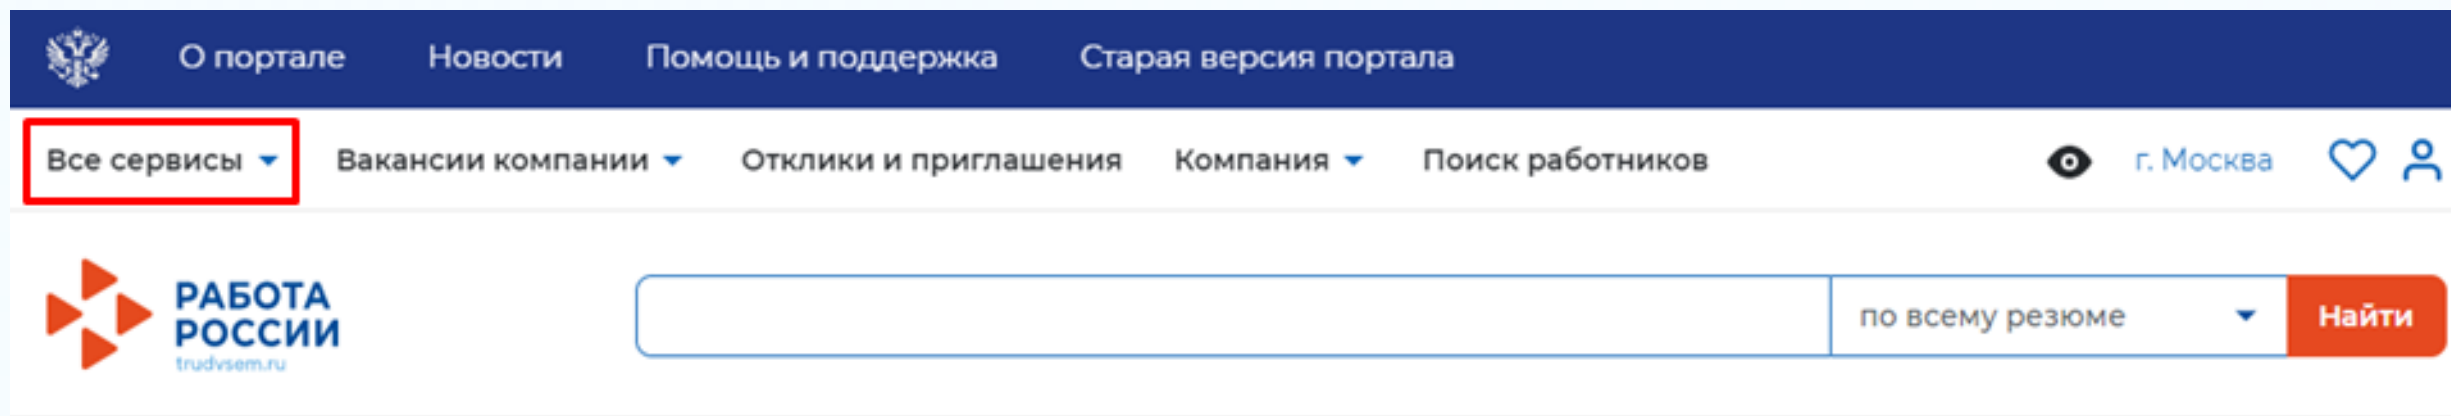 О портале Новости Помощь и поддержка Старая версия портала
Все сервисы Вакансии компании Отклики и приглашения Компания Поиск работников г. Москва
РАБОТА
РОССИИ
trudvsem.ru
по всему резюме Найти